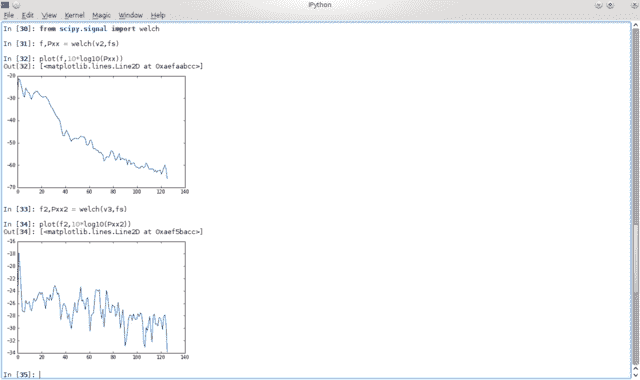 IPython
File Edit View Kernel Magic Window Help
In [30]: from scipy.signal import welch
In [31]: f,Pxx = welch(v2,fs)
In [32]: plot(f,10*log10(Pxx))
Out[32]: [<matplotlib.lines.Line2D at 0xaefaabcc>]
-20
-30
-40
-50
-60
-70
0 20 40 60 80 100 120 140
In [33]: f2,Pxx2 = welch(v3,fs)
In [34]: plot(f2,10*log10(Pxx2))
Out[34]: [<matplotlib.lines.Line2D at 0xaef5bacc>]
-16
-18
-20
-22
-24
-26
-28
-30
-32
-34
0 20 40 60 80 100 120 140
In [35]: